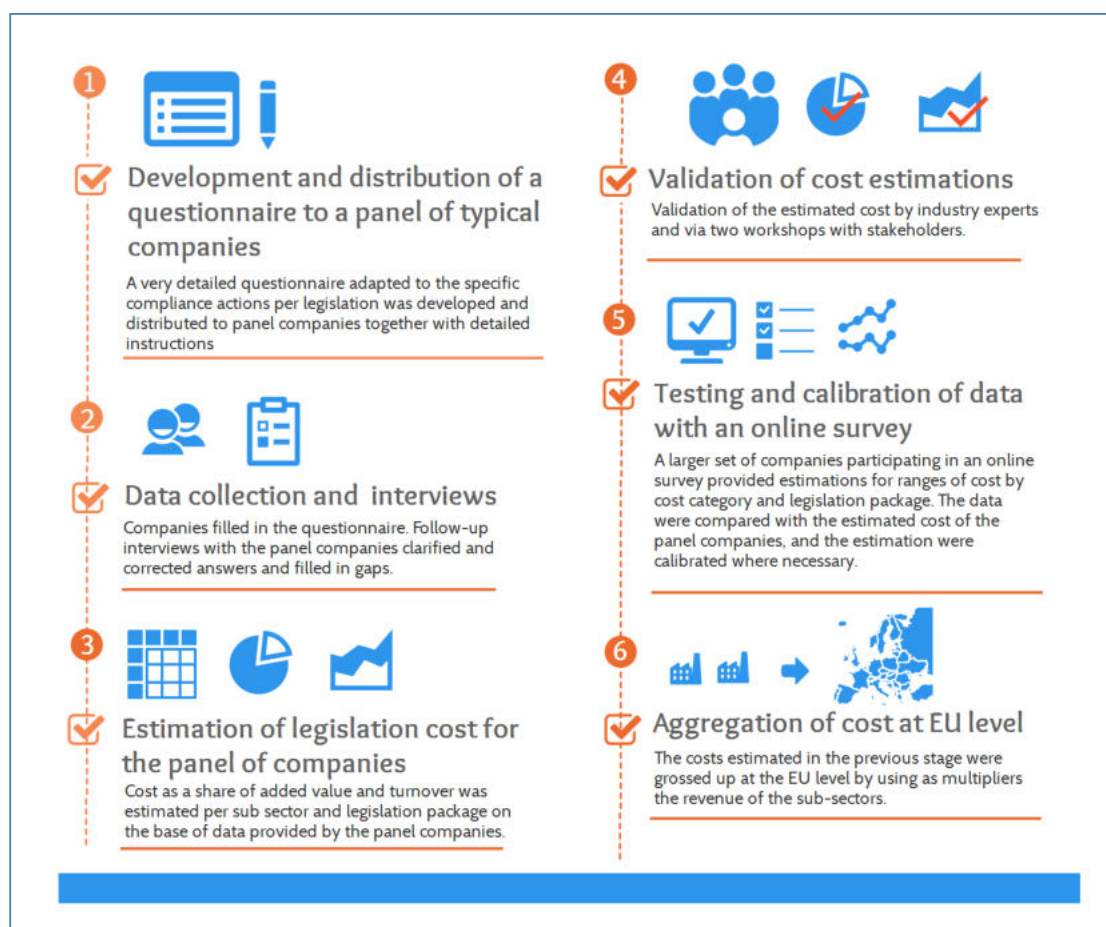 1
Development and distribution of a
questionnaire to a panel of typical
companies
A very detailed questionnaire adapted to the specific
compliance actions per legislation was developed and
distributed to panel companies together with detailed
instructions
2
Data collection and interviews
Companies filled in the questionnaire. Follow-up
interviews with the panel companies clarified and
corrected answers and filled in gaps.
3
Estimation of legislation cost for
the panel of companies
Cost as a share of added value and turnover was
estimated per sub sector and legislation package on
the base of data provided by the panel companies.
4
Validation of cost estimations
Validation of the estimated cost by industry experts
and via two workshops with stakeholders.
5
Testing and calibration of data
with an online survey
A larger set of companies participating in an online
survey provided estimations for ranges of cost by
cost category and legislation package. The data
were compared with the estimated cost of the
panel companies, and the estimation were
calibrated where necessary.
6
Aggregation of cost at EU level
The costs estimated in the previous stage were
grossed up at the EU level by using as multipliers
the revenue of the sub-sectors.